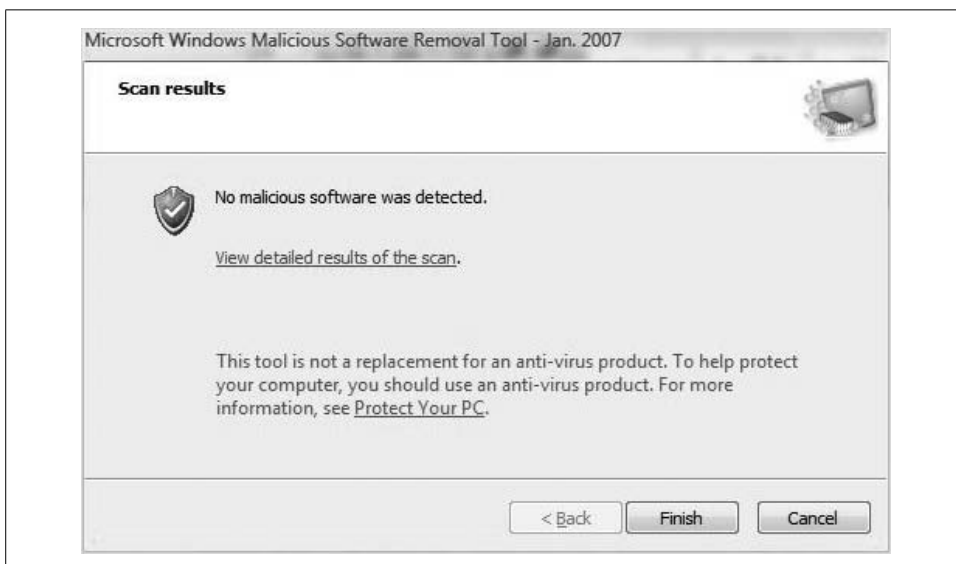 Microsoft Windows Malicious Software Removal Tool - Jan. 2007
Scan results
No malicious software was detected.
View detailed results of the scan.
This tool is not a replacement for an anti-virus product. To help protect
your computer, you should use an anti-virus product. For more
information, see Protect Your PC.
< Back
Finish
Cancel